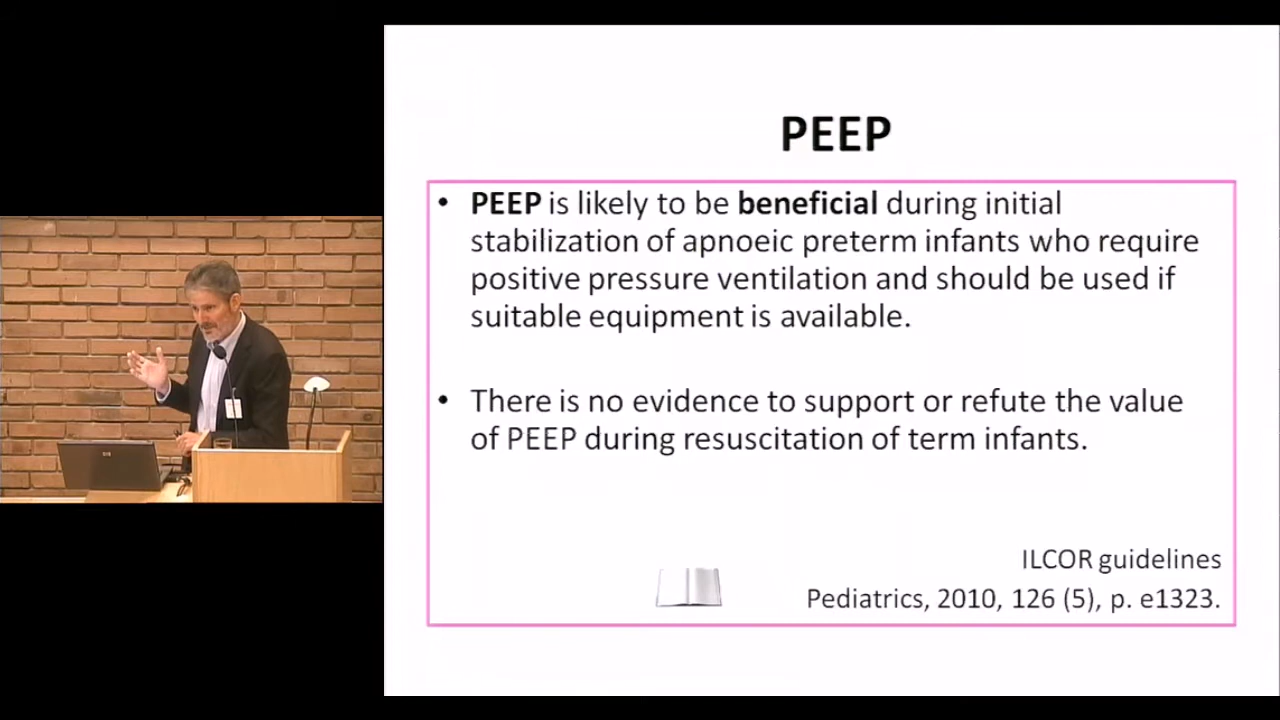 PEEP
• PEEP is likely to be beneficial during initial
stabilization of apnoeic preterm infants who require
positive pressure ventilation and should be used if
suitable equipment is available.
• There is no evidence to support or refute the value
of PEEP during resuscitation of term infants.
ILCOR guidelines
Pediatrics, 2010, 126 (5), p. e1323.